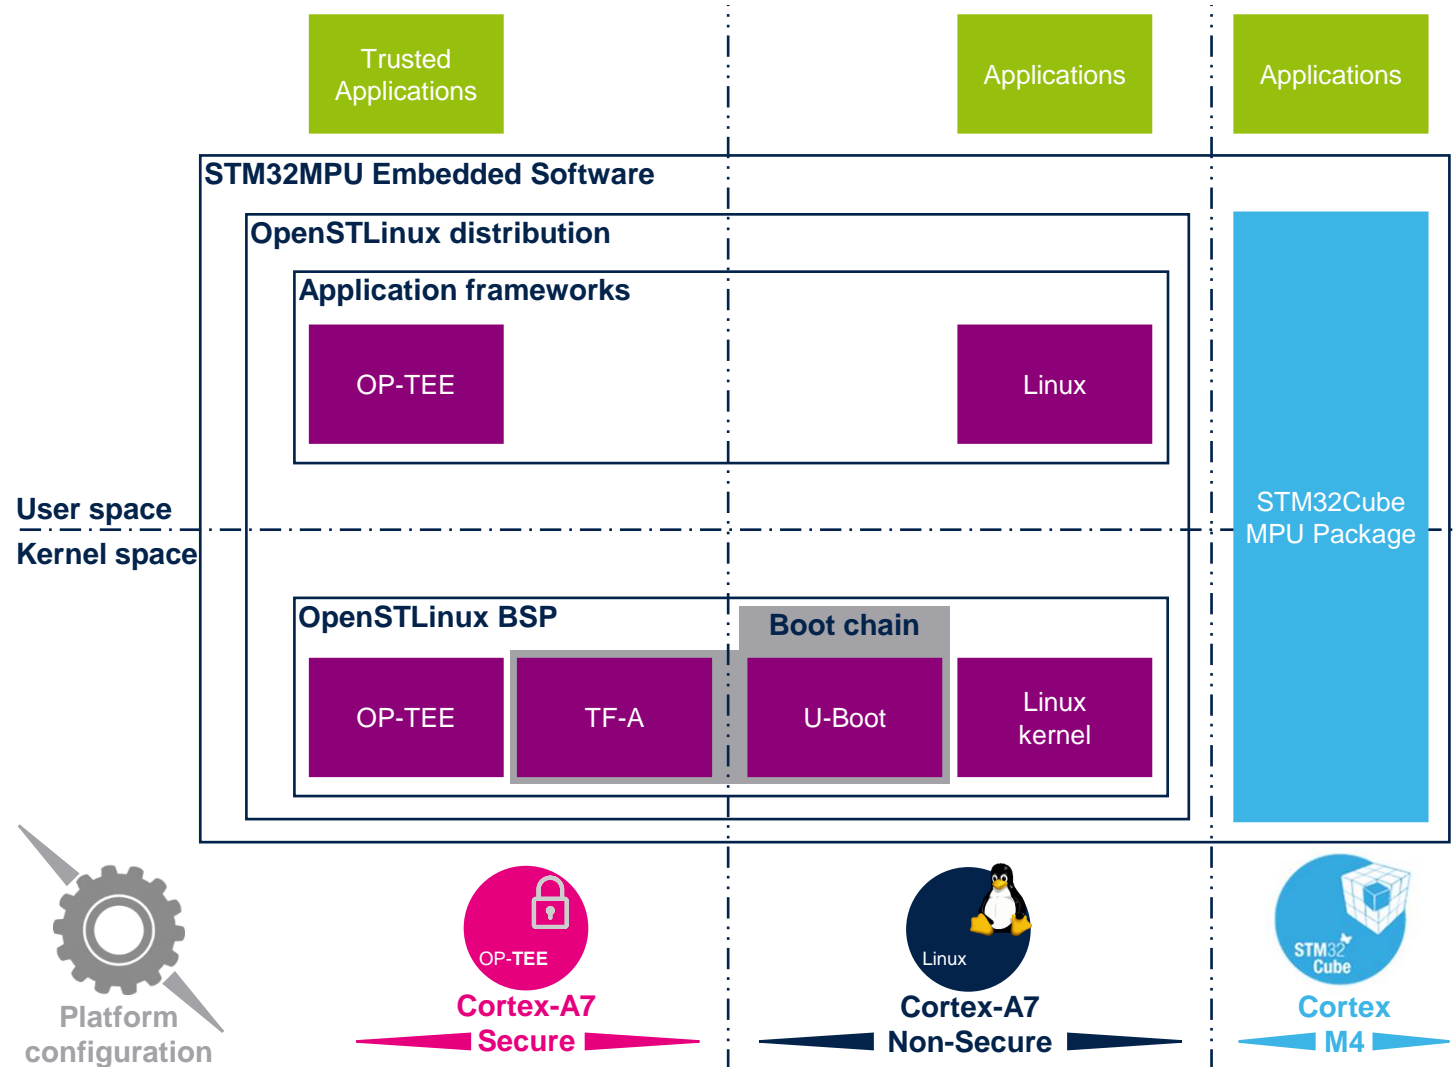 Trusted
Applications
Applications
Applications
STM32MPU Embedded Software
OpenSTLinux distribution
Application frameworks
OP-TEE
Linux
User space
Kernel space
STM32Cube
MPU Package
OpenSTLinux BSP
Boot chain
OP-TEE
TF-A
U-Boot
Linux
kernel
Platform
configuration
OP-TEE
Cortex-A7
Secure
Linux
Cortex-A7
Non-Secure
STM32
Cube
Cortex
M4